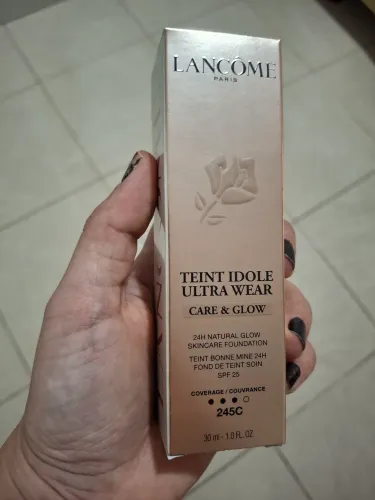 LANCÔME
PARIS
TEINT IDOLE
ULTRA WEAR
CARE & GLOW
24H NATURAL GLOW
SKINCARE FOUNDATION
TEINT BONNE MINE 24H
FOND DE TEINT SOIN
SPF 25
COVERAGE / COUVRANCE
245C
30 ml - 1.0 FL. OZ